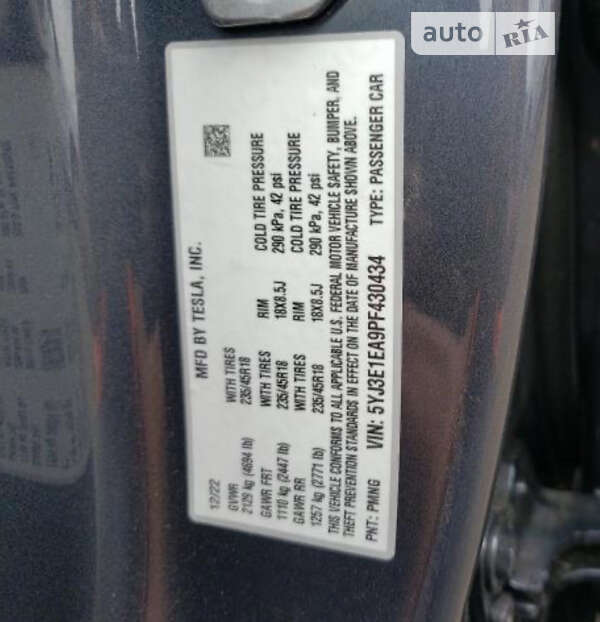 auto RIA
MFD BY TESLA, INC.
12/22
GVWR WITH TIRES RIM COLD TIRE PRESSURE
2129 kg (4694 lb) 235/45R18 18X8.5J 290 kPa, 42 psi
GAWR FRT WITH TIRES RIM COLD TIRE PRESSURE
1110 kg (2447 lb) 235/45R18 18X8.5J 290 kPa, 42 psi
GAWR RR
1257 kg (2771 lb) 235/45R18
THIS VEHICLE CONFORMS TO ALL APPLICABLE U.S. FEDERAL MOTOR VEHICLE SAFETY, BUMPER, AND
THEFT PREVENTION STANDARDS IN EFFECT ON THE DATE OF MANUFACTURE SHOWN ABOVE.
VIN: 5YJ3E1EA9PF430434
PNT: PMNG TYPE: PASSENGER CAR